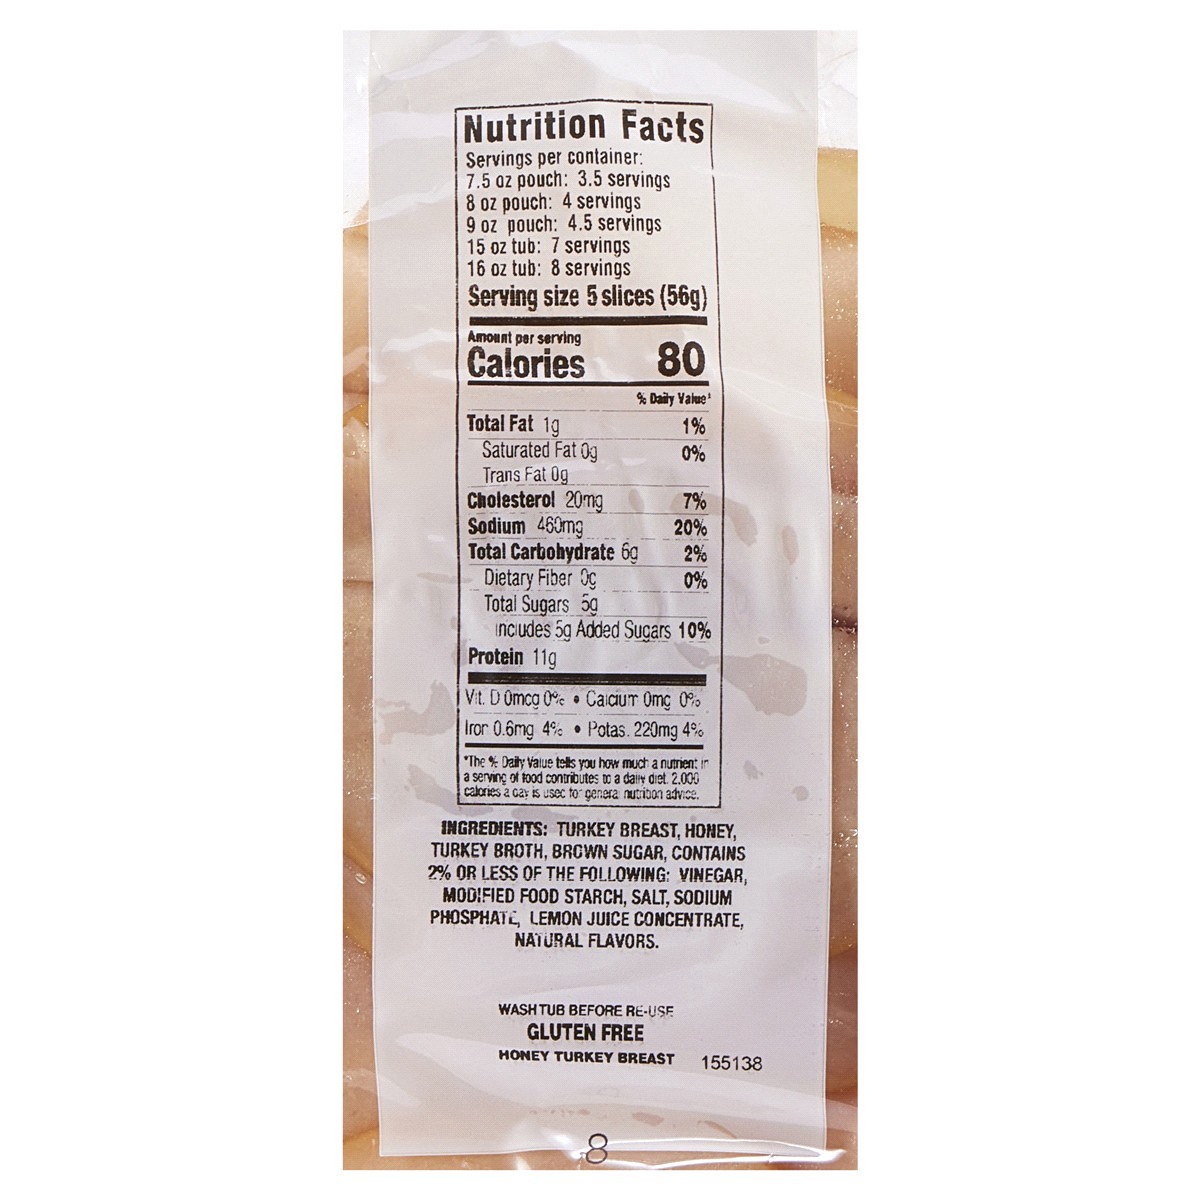 Nutrition Facts
Servings per container:
7.5 oz pouch: 3.5 servings
8 oz pouch: 4 servings
9 oz pouch: 4.5 servings
15 oz tub: 7 servings
16 oz tub: 8 servings
Serving size 5 slices (56g)
Amount per serving
Calories 80
% Daily Value*
Total Fat 1g 1%
Saturated Fat 0g 0%
Trans Fat 0g
Cholesterol 20mg 7%
Sodium 460mg 20%
Total Carbohydrate 6g 2%
Dietary Fiber 0g 0%
Total Sugars 5g
Includes 5g Added Sugars 10%
Protein 11g
Vit. D 0mcg 0% • Calcium 0mg 0%
Iron 0.6mg 4% • Potas. 220mg 4%
*The % Daily Value tells you how much a nutrient in
a serving of food contributes to a daily diet. 2,000
calories a day is used for general nutrition advice.
INGREDIENTS: TURKEY BREAST, HONEY,
TURKEY BROTH, BROWN SUGAR, CONTAINS
2% OR LESS OF THE FOLLOWING: VINEGAR,
MODIFIED FOOD STARCH, SALT, SODIUM
PHOSPHATE, LEMON JUICE CONCENTRATE,
NATURAL FLAVORS.
WASH TUB BEFORE RE-USE
GLUTEN FREE
HONEY TURKEY BREAST 155138
8